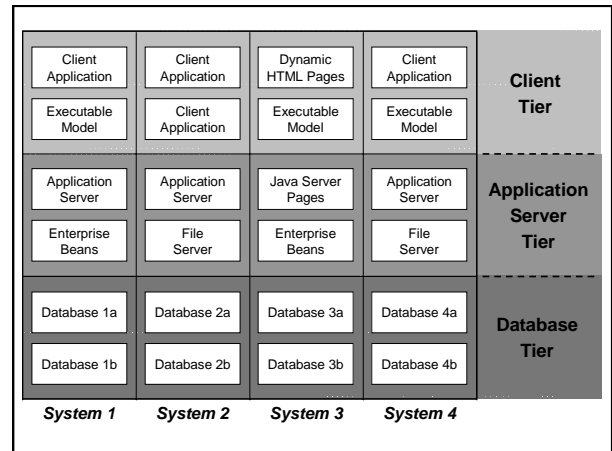 Client
Application
Client
Application
Dynamic
HTML Pages
Client
Application
Client
Tier
Executable
Model
Client
Application
Executable
Model
Executable
Model
Application
Server
Application
Server
Java Server
Pages
Application
Server
Application
Server
Tier
Enterprise
Beans
File
Server
Enterprise
Beans
File
Server
Database 1a
Database 2a
Database 3a
Database 4a
Database
Tier
Database 1b
Database 2b
Database 3b
Database 4b
System 1
System 2
System 3
System 4